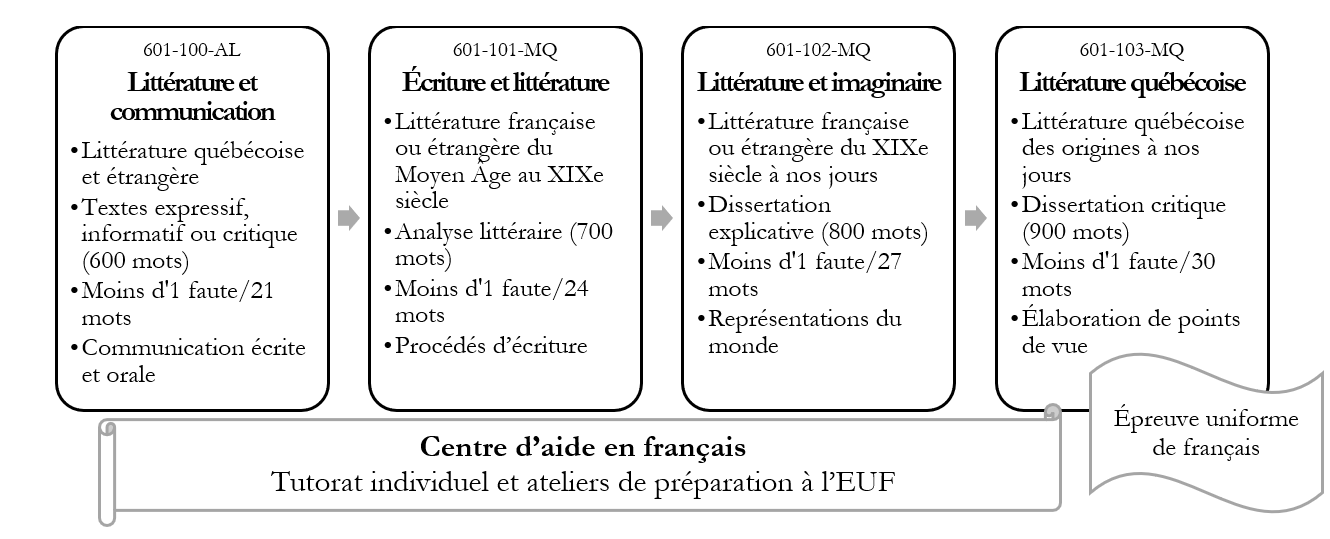 601-100-AL
Littérature et
communication
•Littérature québécoise
et étrangère
•Textes expressif,
informatif ou critique
(600 mots)
•Moins d'1 faute/21
mots
•Communication écrite
et orale
601-101-MQ
Écriture et littérature
•Littérature française
ou étrangère du
Moyen Âge au XIXe
siècle
•Analyse littéraire (700
mots)
•Moins d'1 faute/24
mots
•Procédés d’écriture
601-102-MQ
Littérature et imaginaire
•Littérature française
ou étrangère du XIXe
siècle à nos jours
•Dissertation
explicative (800 mots)
•Moins d'1 faute/27
mots
•Représentations du
monde
601-103-MQ
Littérature québécoise
•Littérature québécoise
des origines à nos
jours
•Dissertation critique
(900 mots)
•Moins d'1 faute/30
mots
•Élaboration de points
de vue
Centre d’aide en français
Tutorat individuel et ateliers de préparation à l’EUF
Épreuve uniforme
de français